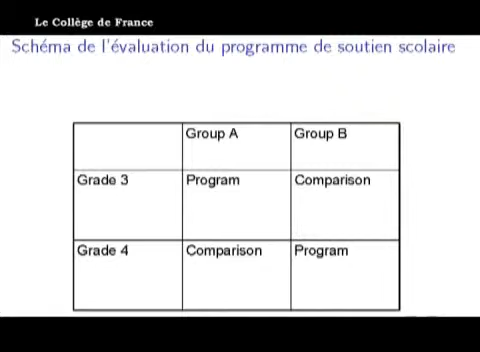 Le Collège de France
Schéma de l'évaluation du programme de soutien scolaire
Group A Group B
Grade 3 Program Comparison
Grade 4 Comparison Program